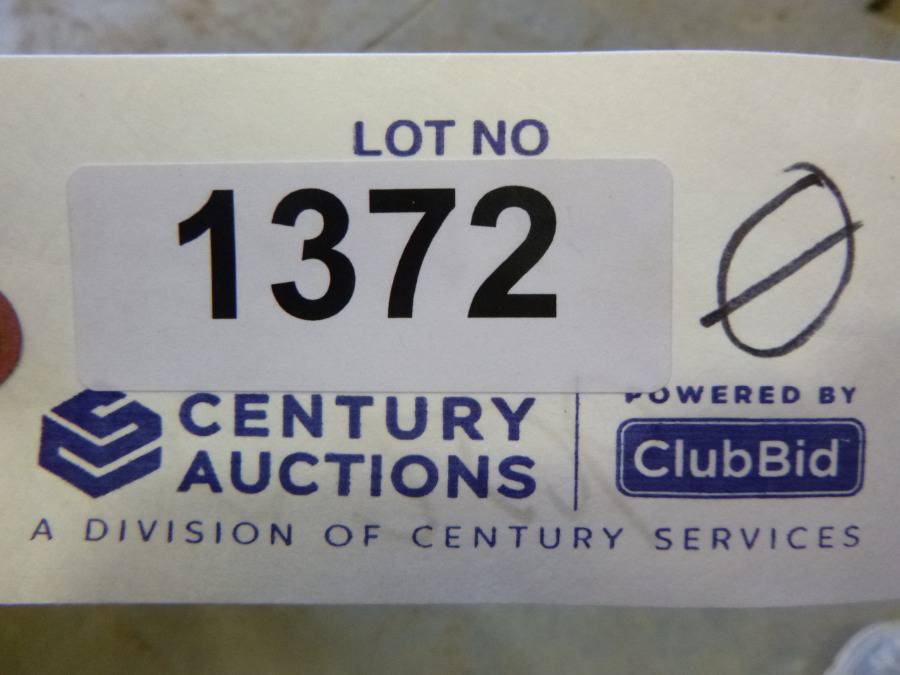 LOT NO
1372
Ø
CENTURY
AUCTIONS
POWERED BY
ClubBid
A DIVISION OF CENTURY SERVICES